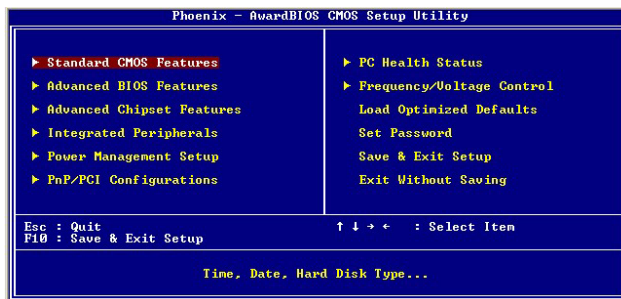 Phoenix - AwardBIOS CMOS Setup Utility
► Standard CMOS Features
► Advanced BIOS Features
► Advanced Chipset Features
► Integrated Peripherals
► Power Management Setup
► PnP/PCI Configurations
► PC Health Status
► Frequency/Voltage Control
Load Optimized Defaults
Set Password
Save & Exit Setup
Exit Without Saving
Esc : Quit
F10 : Save & Exit Setup
↑ ↓ → ← : Select Item
Time, Date, Hard Disk Type...